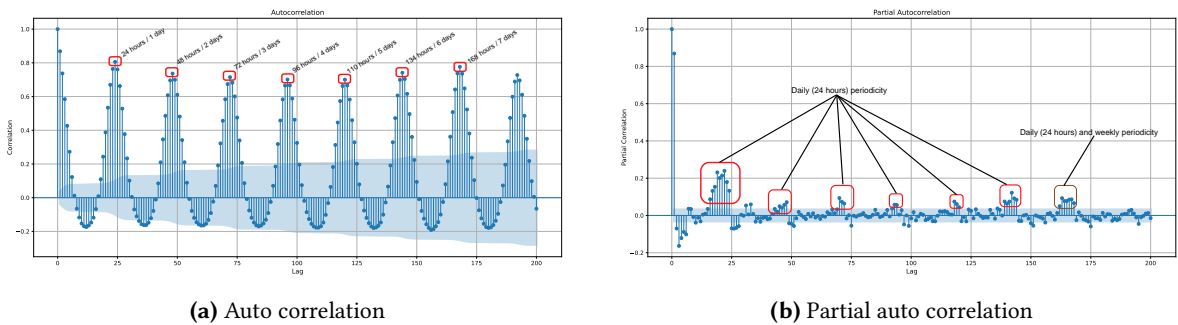 Autocorrelation
24 hours / 1 day
48 hours / 2 days
72 hours / 3 days
96 hours / 4 days
110 hours / 5 days
134 hours / 6 days
168 hours / 7 days
1.0
0.8
0.6
0.4
0.2
0.0
−0.2
Correlation
0
25
50
75
100
125
150
175
200
Lag
(a) Auto correlation
Partial Autocorrelation
Daily (24 hours) periodicity
Daily (24 hours) and weekly periodicity
1.0
0.8
0.6
0.4
0.2
0.0
−0.2
Partial Correlation
0
25
50
75
100
125
150
175
200
Lag
(b) Partial auto correlation